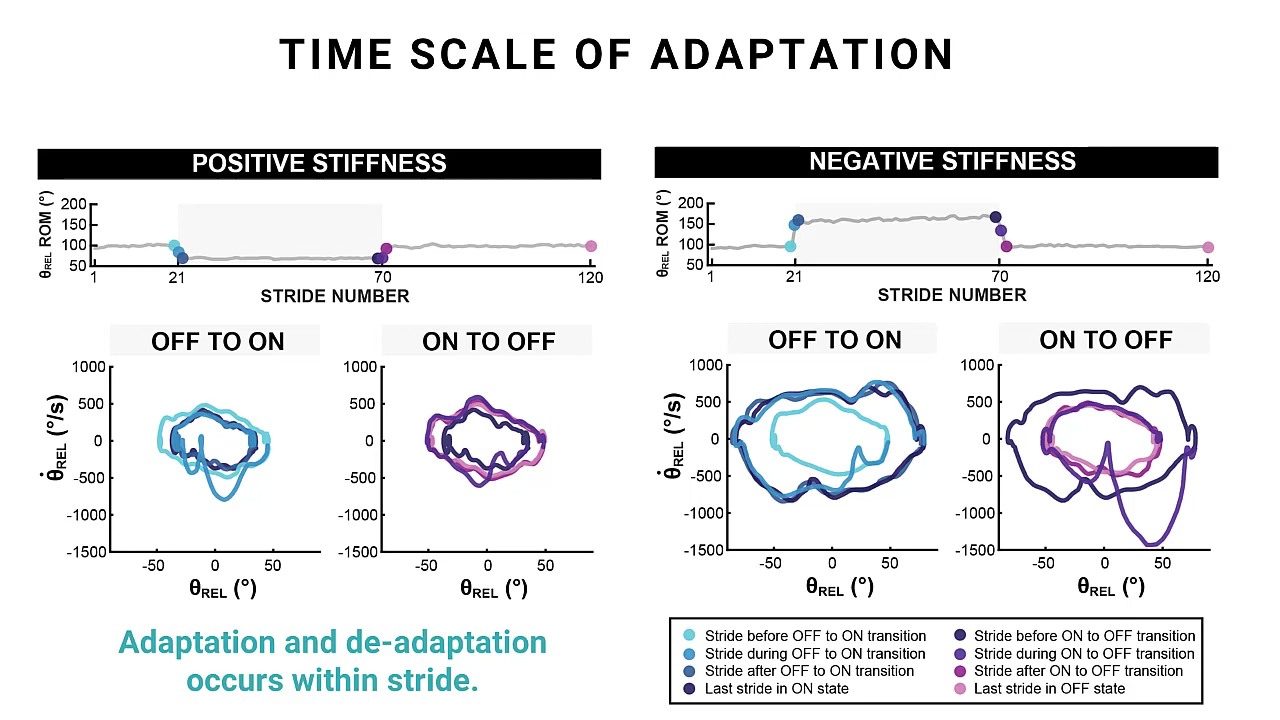 TIME SCALE OF ADAPTATION
POSITIVE STIFFNESS
θREL ROM (°)
200
150
100
50
1
21
70
120
STRIDE NUMBER
OFF TO ON
ON TO OFF
θ̇REL (°/s)
1000
500
0
-500
-1000
-1500
-50
0
50
θREL (°)
1000
500
0
-500
-1000
-1500
-50
0
50
θREL (°)
NEGATIVE STIFFNESS
θREL ROM (°)
200
150
100
50
1
21
70
120
STRIDE NUMBER
OFF TO ON
ON TO OFF
θ̇REL (°/s)
1000
500
0
-500
-1000
-1500
-50
0
50
θREL (°)
1000
500
0
-500
-1000
-1500
-50
0
50
θREL (°)
Adaptation and de-adaptation
occurs within stride.
Stride before OFF to ON transition
Stride during OFF to ON transition
Stride after OFF to ON transition
Last stride in ON state
Stride before ON to OFF transition
Stride during ON to OFF transition
Stride after ON to OFF transition
Last stride in OFF state